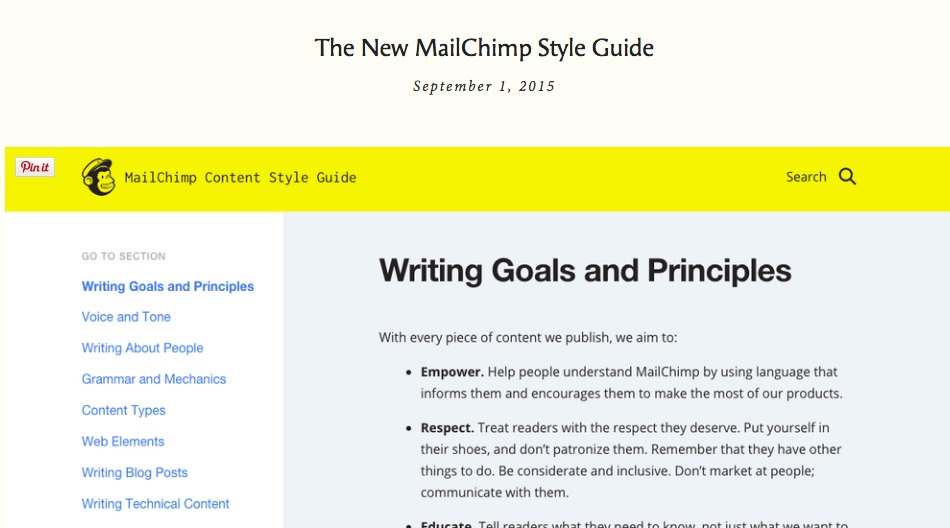 The New MailChimp Style Guide
September 1, 2015
Pin it
MailChimp Content Style Guide
Search
GO TO SECTION
Writing Goals and Principles
Voice and Tone
Writing About People
Grammar and Mechanics
Content Types
Web Elements
Writing Blog Posts
Writing Technical Content
Writing Goals and Principles
With every piece of content we publish, we aim to:
• Empower. Help people understand MailChimp by using language that
informs them and encourages them to make the most of our products.
• Respect. Treat readers with the respect they deserve. Put yourself in
their shoes, and don’t patronize them. Remember that they have other
things to do. Be considerate and inclusive. Don’t market at people;
communicate with them.
• Educate. Tell readers what they need to know, not just what we want to